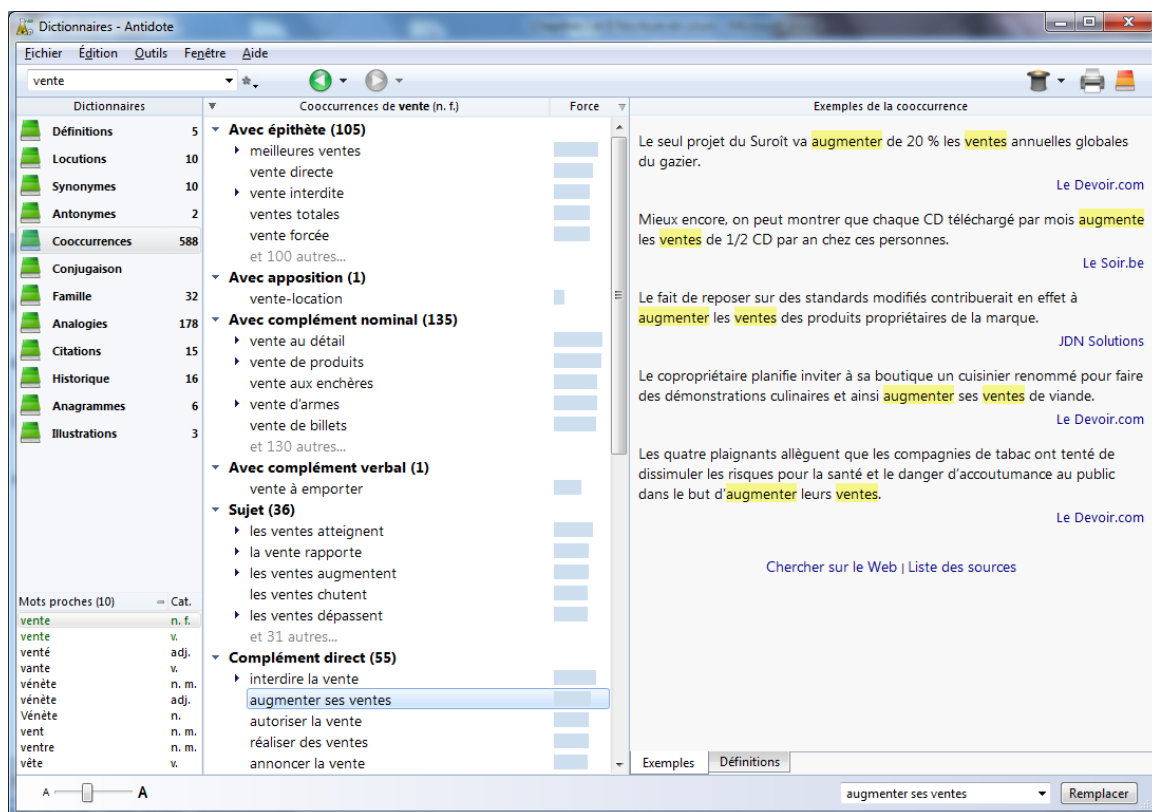 Dictionnaires - Antidote
Fichier Édition Outils Fenêtre Aide
vente
Dictionnaires
Définitions 5
Locutions 10
Synonymes 10
Antonymes 2
Cooccurrences 588
Conjugaison
Famille 32
Analogies 178
Citations 15
Historique 16
Anagrammes 6
Illustrations 3
Mots proches (10) Cat.
vente n. f.
vente v.
venté adj.
vante v.
vénète n. m.
vénète adj.
Vénète n.
vent n. m.
ventre n. m.
vête v.
Cooccurrences de vente (n. f.) Force
Avec épithète (105)
meilleures ventes
vente directe
vente interdite
ventes totales
vente forcée
et 100 autres...
Avec apposition (1)
vente-location
Avec complément nominal (135)
vente au détail
vente de produits
vente aux enchères
vente d'armes
vente de billets
et 130 autres...
Avec complément verbal (1)
vente à emporter
Sujet (36)
les ventes atteignent
la vente rapporte
les ventes augmentent
les ventes chutent
les ventes dépassent
et 31 autres...
Complément direct (55)
interdire la vente
augmenter ses ventes
autoriser la vente
réaliser des ventes
annoncer la vente
Exemples de la cooccurrence
Le seul projet du Suroît va augmenter de 20 % les ventes annuelles globales
du gazier.
Le Devoir.com
Mieux encore, on peut montrer que chaque CD téléchargé par mois augmente
les ventes de 1/2 CD par an chez ces personnes.
Le Soir.be
Le fait de reposer sur des standards modifiés contribuerait en effet à
augmenter les ventes des produits propriétaires de la marque.
JDN Solutions
Le copropriétaire planifie inviter à sa boutique un cuisinier renommé pour faire
des démonstrations culinaires et ainsi augmenter ses ventes de viande.
Le Devoir.com
Les quatre plaignants allèguent que les compagnies de tabac ont tenté de
dissimuler les risques pour la santé et le danger d'accoutumance au public
dans le but d'augmenter leurs ventes.
Le Devoir.com
Chercher sur le Web | Liste des sources
Exemples Définitions
A A
augmenter ses ventes Remplacer